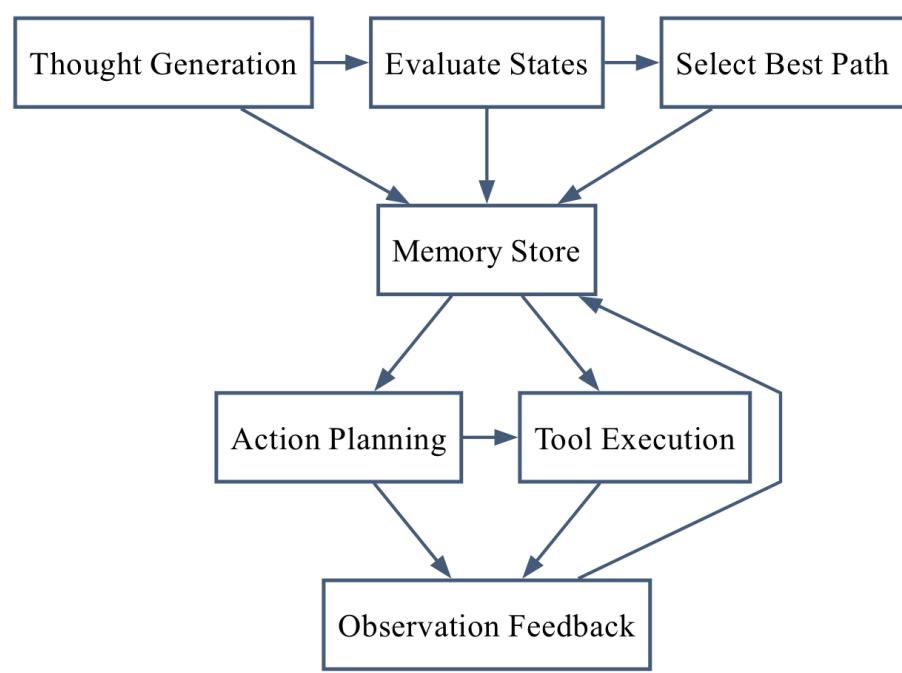 Thought Generation
Evaluate States
Select Best Path
Memory Store
Action Planning
Tool Execution
Observation Feedback